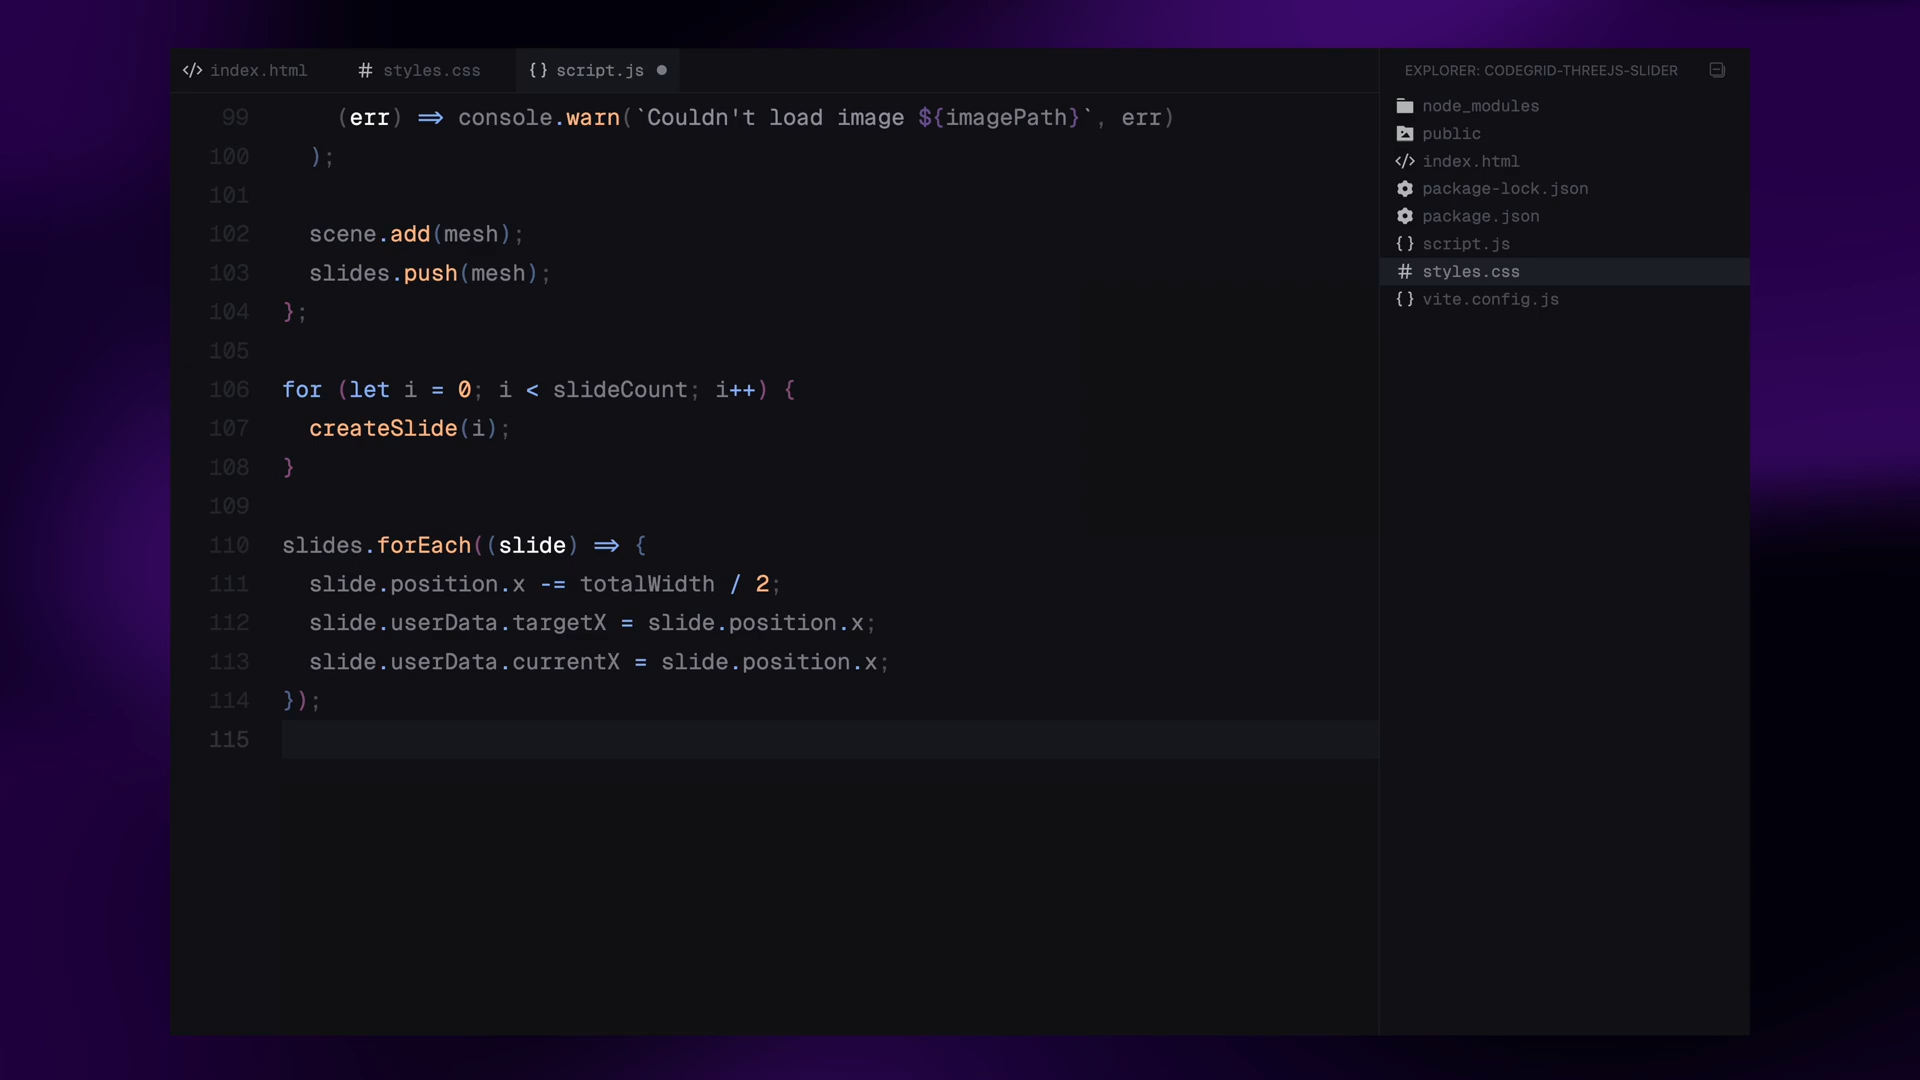 index.html
styles.css
script.js
99 (err) => console.warn(`Couldn't load image ${imagePath}`, err)
100 );
101
102 scene.add(mesh);
103 slides.push(mesh);
104 };
105
106 for (let i = 0; i < slideCount; i++) {
107 createSlide(i);
108 }
109
110 slides.forEach((slide) => {
111 slide.position.x -= totalWidth / 2;
112 slide.userData.targetX = slide.position.x;
113 slide.userData.currentX = slide.position.x;
114 });
115
EXPLORER: CODEGRID-THREEJS-SLIDER
node_modules
public
index.html
package-lock.json
package.json
script.js
styles.css
vite.config.js